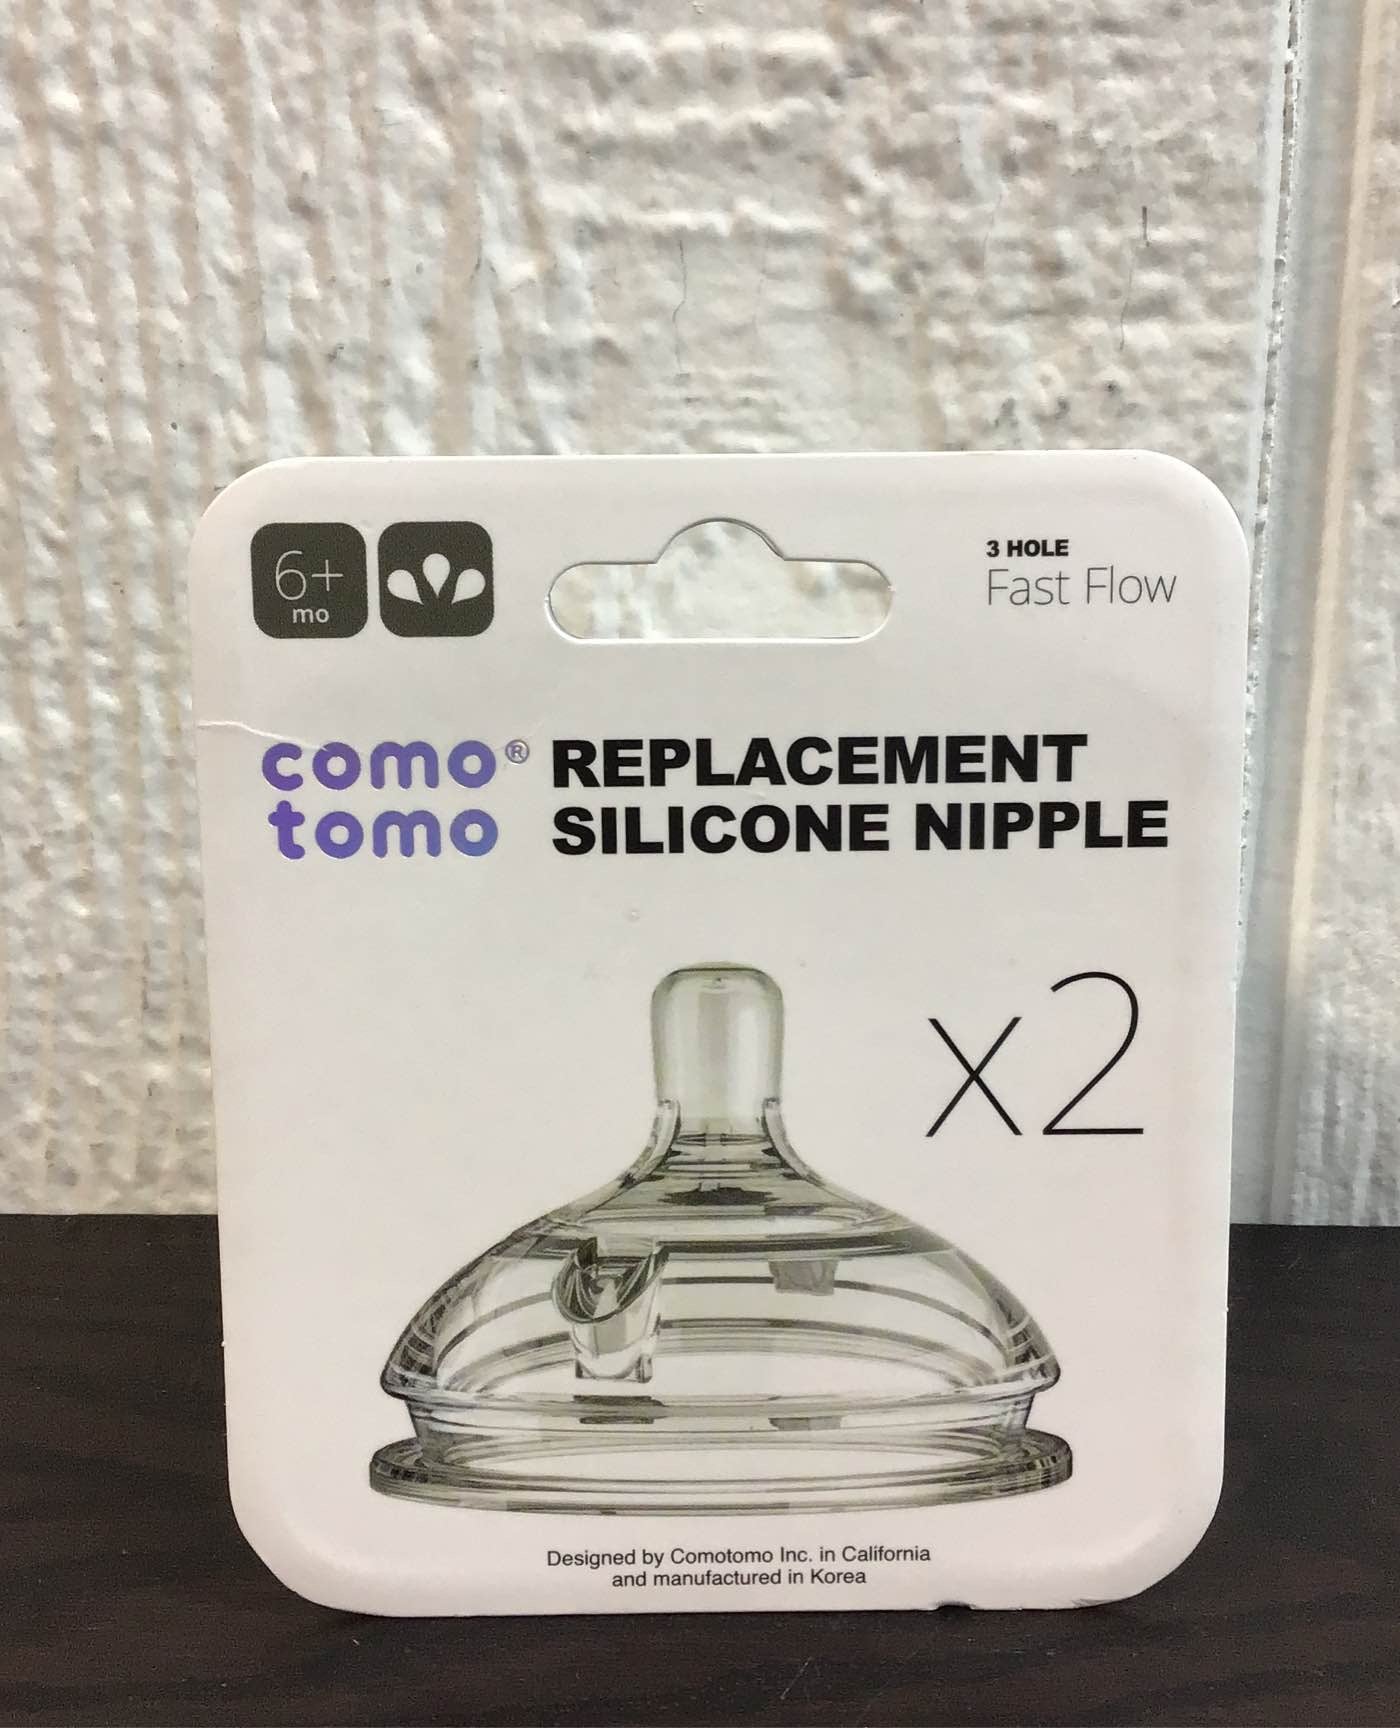 6+
mo
3 HOLE
Fast Flow
como®
tomo
REPLACEMENT
SILICONE NIPPLE
x2
Designed by Comotomo Inc. in California
and manufactured in Korea